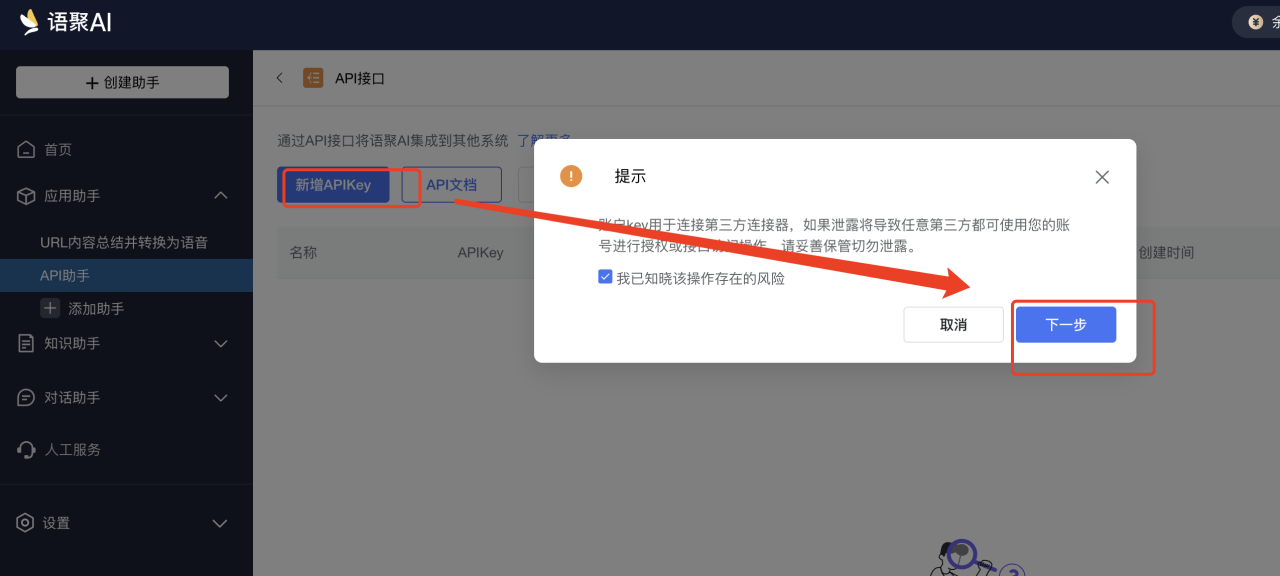 语聚AI
创建助手
首页
应用助手
URL内容总结并转换为语音
API助手
添加助手
知识助手
对话助手
人工服务
设置
API接口
通过API接口将语聚AI集成到其他系统 了解更多
新增APIKey
API文档
名称
APIKey
创建时间
提示
账户key用于连接第三方连接器，如果泄露将导致任意第三方都可使用您的账
号进行授权或接口访问操作，请妥善保管切勿泄露。
我已知晓该操作存在的风险
取消
下一步